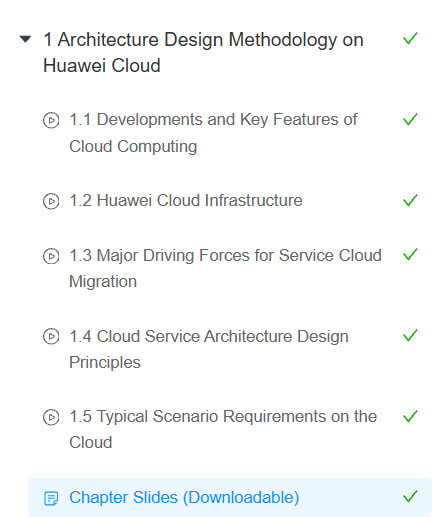 1 Architecture Design Methodology on
Huawei Cloud
1.1 Developments and Key Features of
Cloud Computing
1.2 Huawei Cloud Infrastructure
1.3 Major Driving Forces for Service Cloud
Migration
1.4 Cloud Service Architecture Design
Principles
1.5 Typical Scenario Requirements on the
Cloud
Chapter Slides (Downloadable)